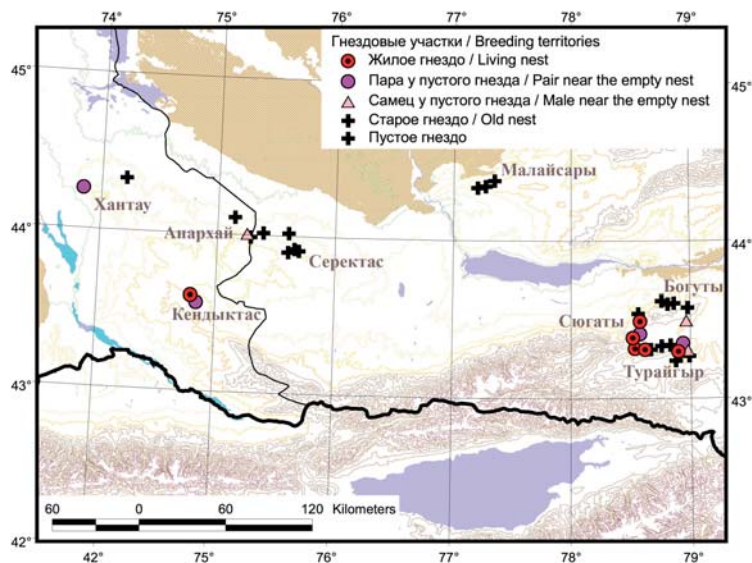 74° 75° 76° 77° 78° 79°
Гнездовые участки / Breeding territories
Жилое гнездо / Living nest
Пара у пустого гнезда / Pair near the empty nest
Самец у пустого гнезда / Male near the empty nest
Старое гнездо / Old nest
Пустое гнездо
45° 45°
Малайсары
Хантау
44° Анархай 44°
Серектас
Богуты
Кендыктас Сюгаты
Турайгыр
43° 43°
60 0 60 120 Kilometers
42°
42° 75° 76° 77° 78° 79°